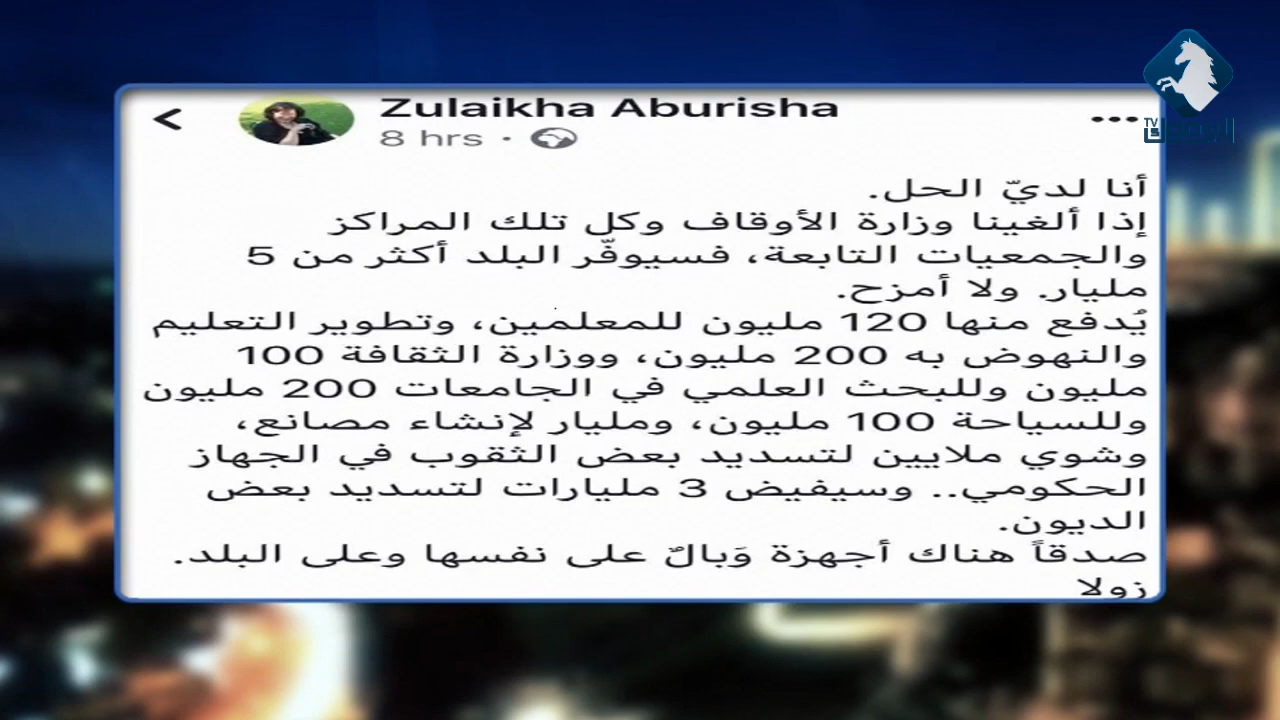 Zulaikha Aburisha
8 hrs ·
أنا لديّ الحل.
إذا ألغينا وزارة الأوقاف وكل تلك المراكز
والجمعيات التابعة، فسيوفّر البلد أكثر من 5
مليار. ولا أمزح.
يُدفع منها 120 مليون للمعلمين، وتطوير التعليم
والنهوض به 200 مليون، ووزارة الثقافة 100
مليون وللبحث العلمي في الجامعات 200 مليون
وللسياحة 100 مليون، ومليار لإنشاء مصانع،
وشوي ملايين لتسديد بعض الثقوب في الجهاز
الحكومي.. وسيفيض 3 مليارات لتسديد بعض
الديون.
صدقاً هناك أجهزة وَبالٌ على نفسها وعلى البلد.
زولا
TV